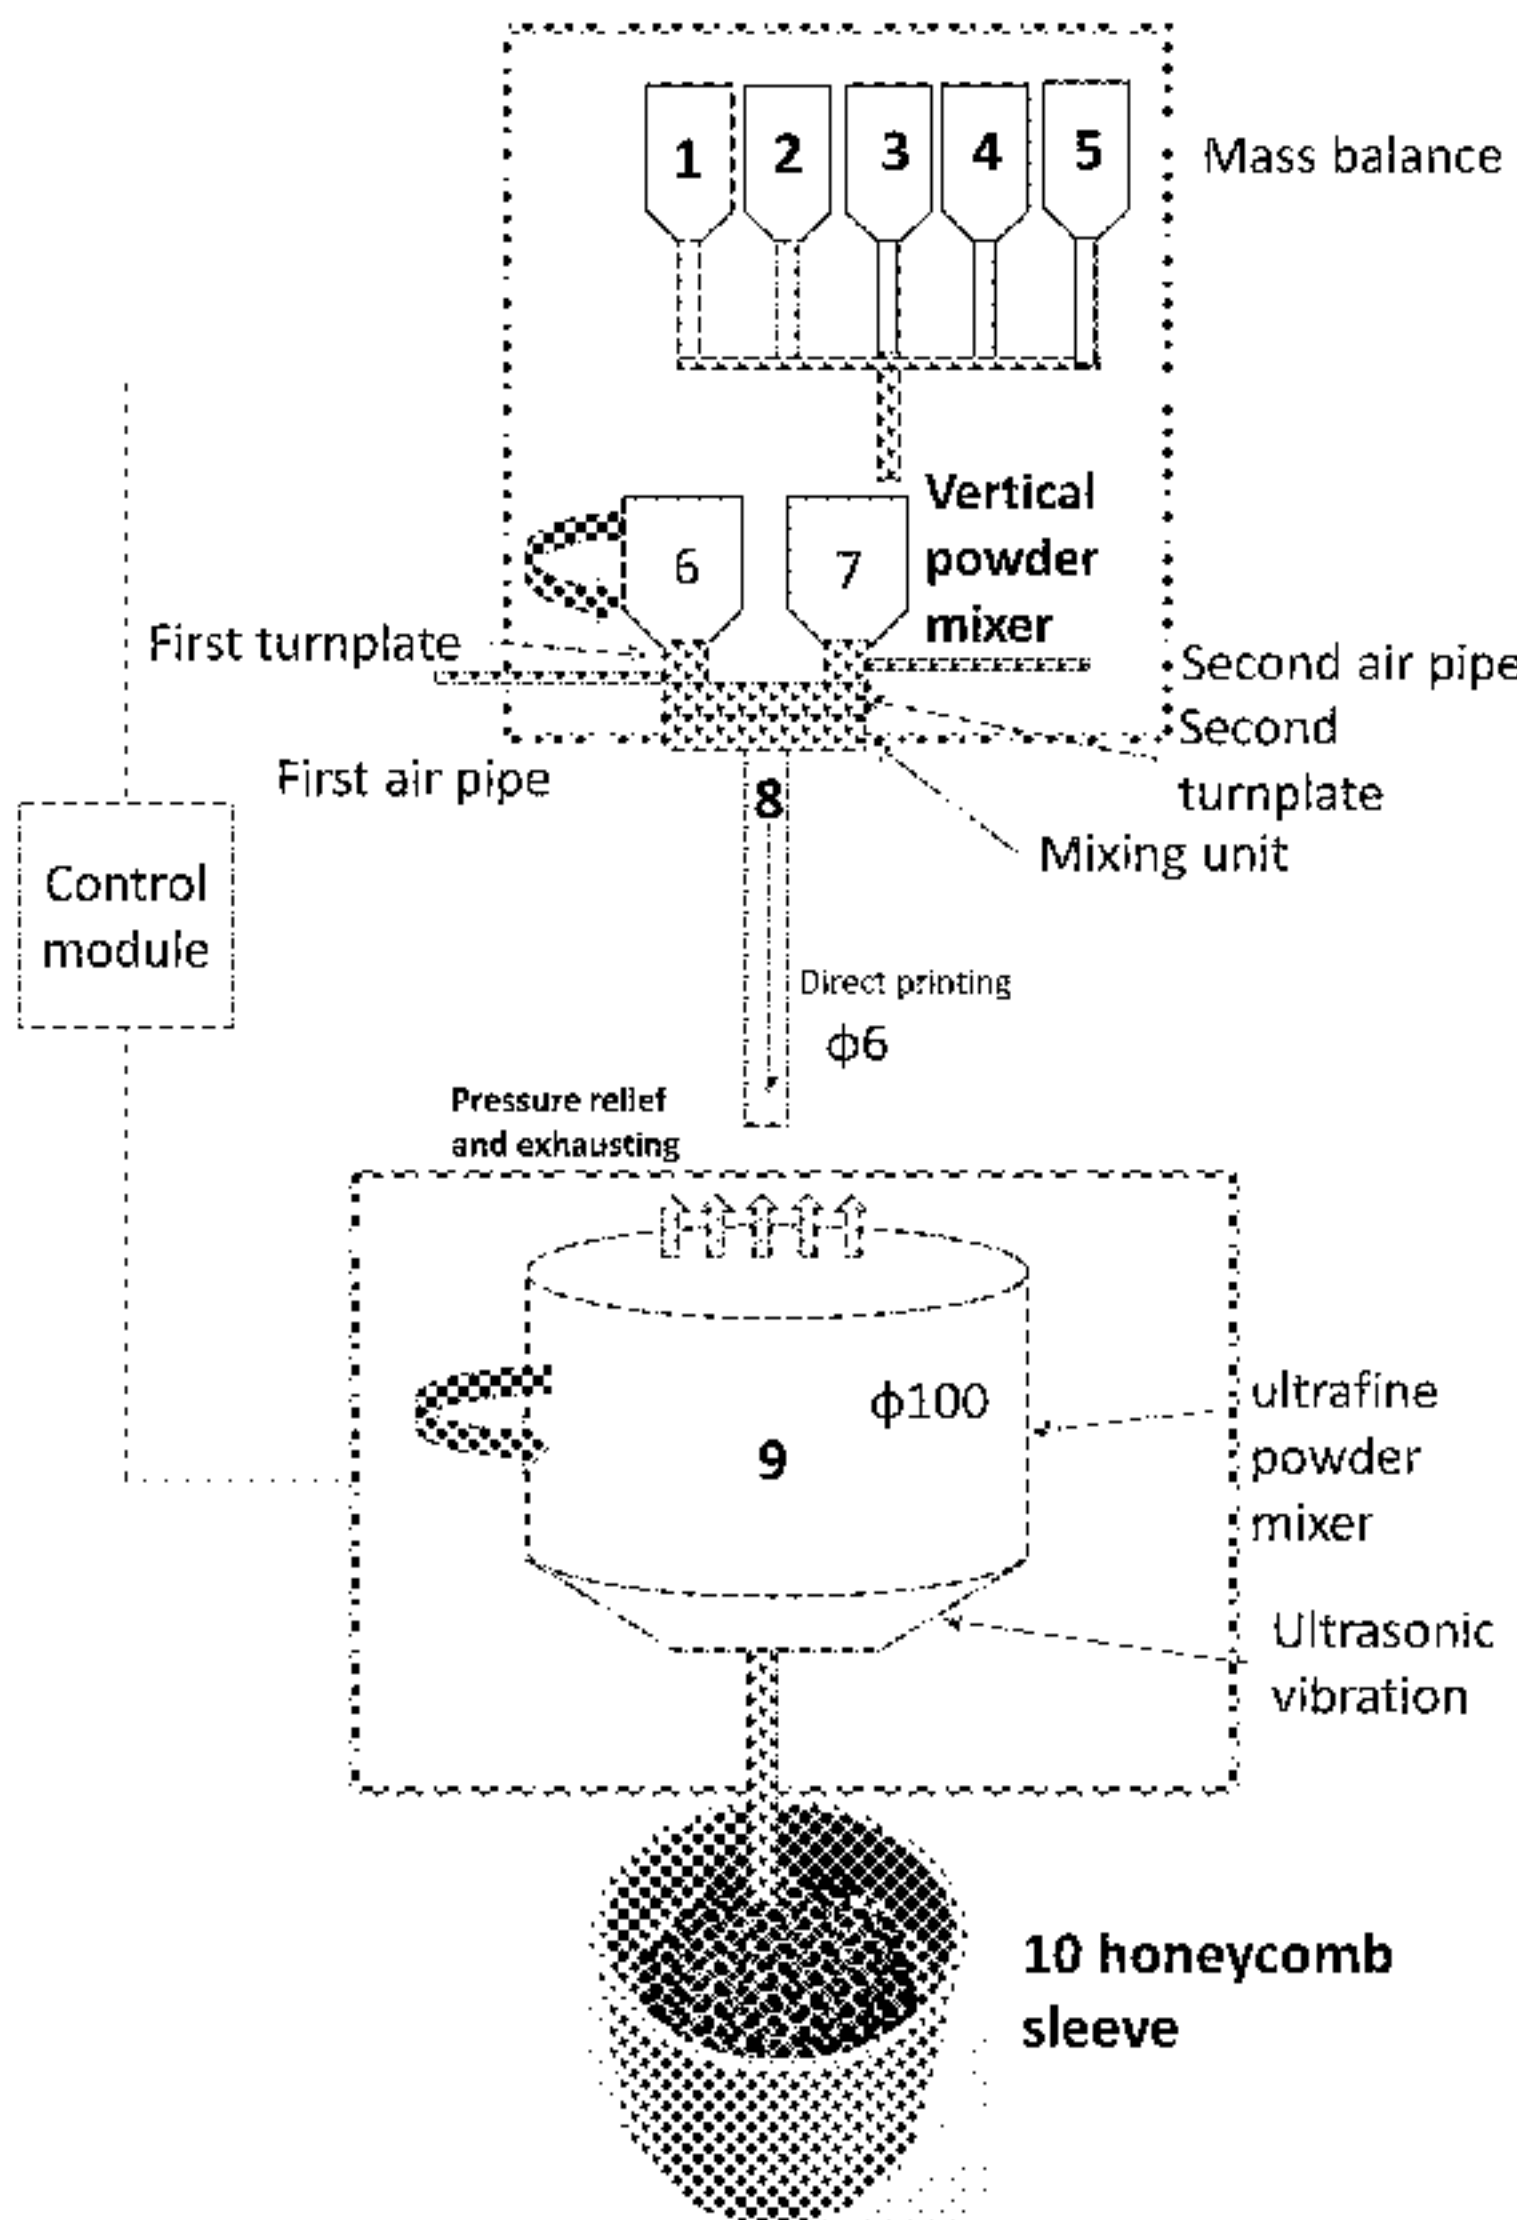 1 2 3 4 5
Mass balance
Vertical
powder
mixer
6 7
First turnplate
Second air pipe
Second
turnplate
First air pipe
8
Mixing unit
Control
module
Direct printing
ϕ6
Pressure relief
and exhausting
ϕ100
9
ultrafine
powder
mixer
Ultrasonic
vibration
10 honeycomb
sleeve